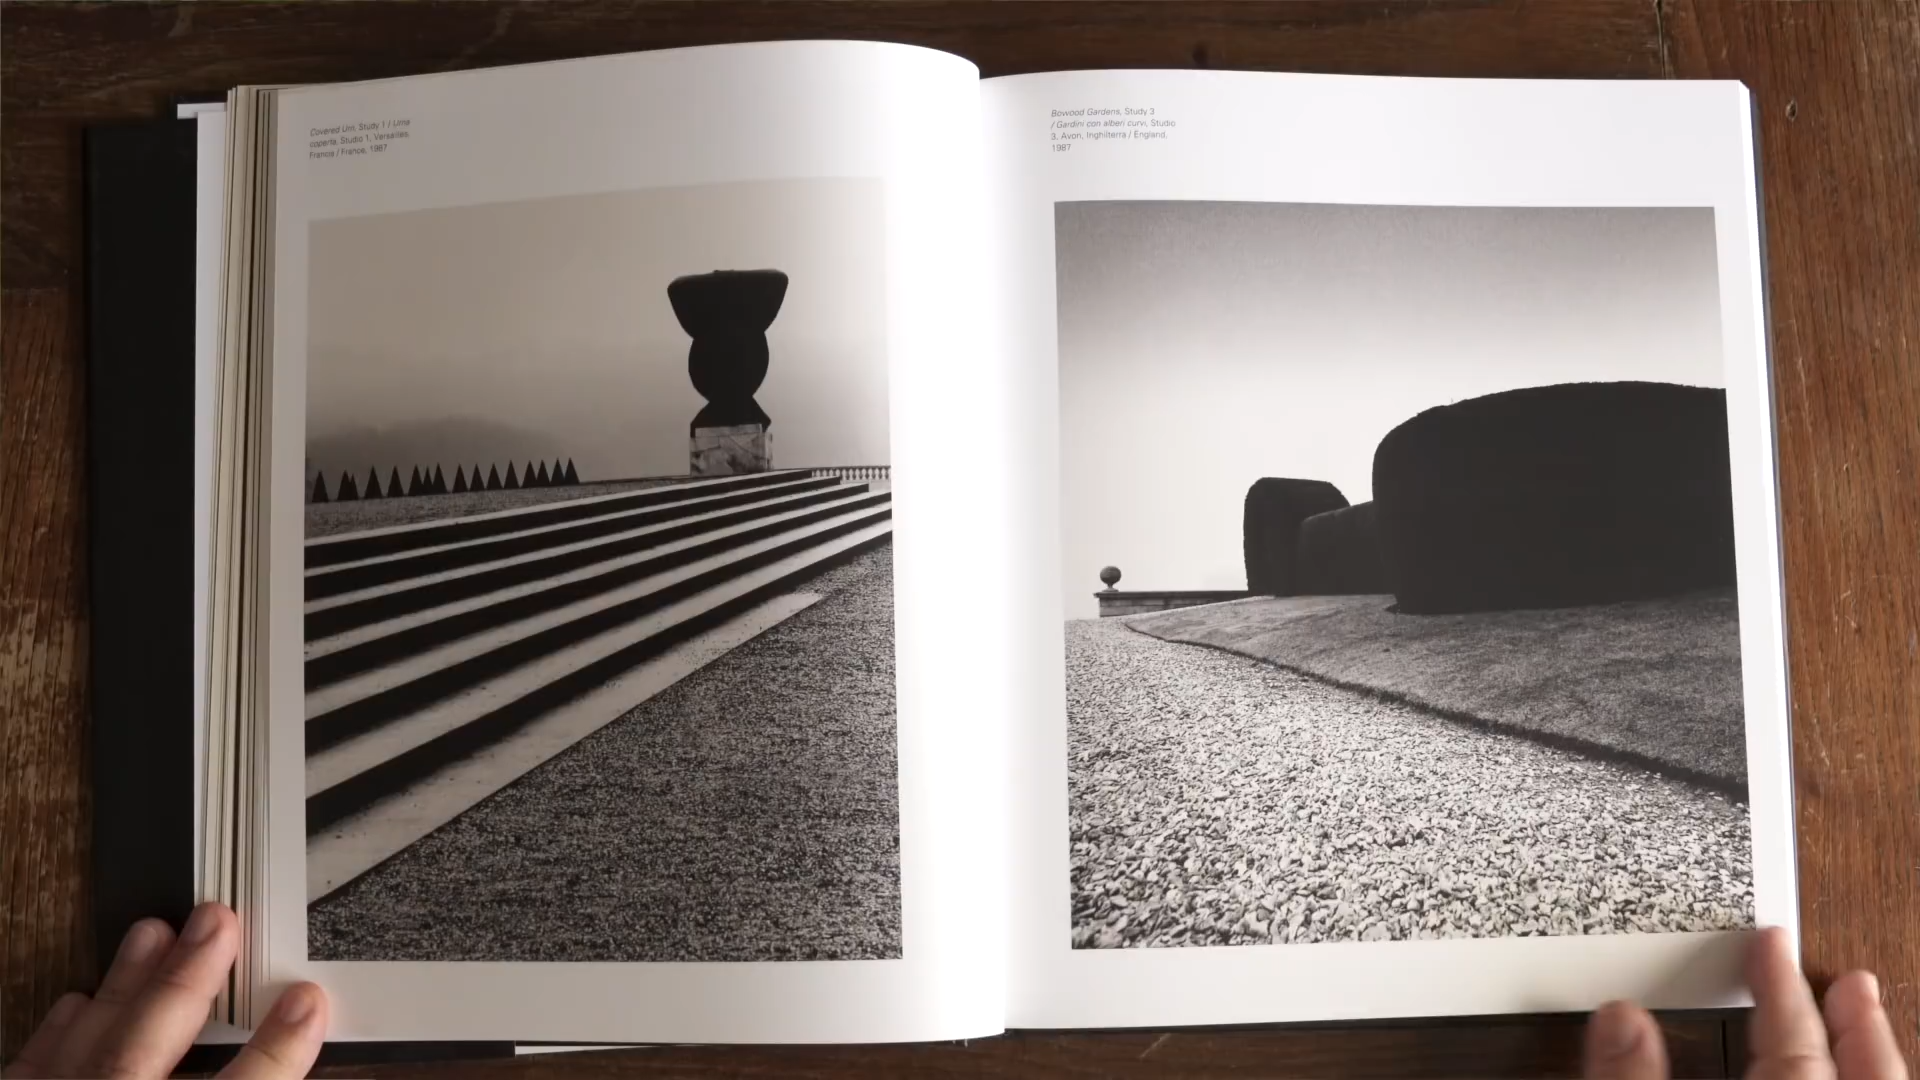 Covered Urn, Study 1 / Urna
coperta, Studio 1, Versailles,
Francia / France, 1987
Bowood Gardens, Study 3
/ Giardini con alberi curvi, Studio
3, Avon, Inghilterra / England,
1987